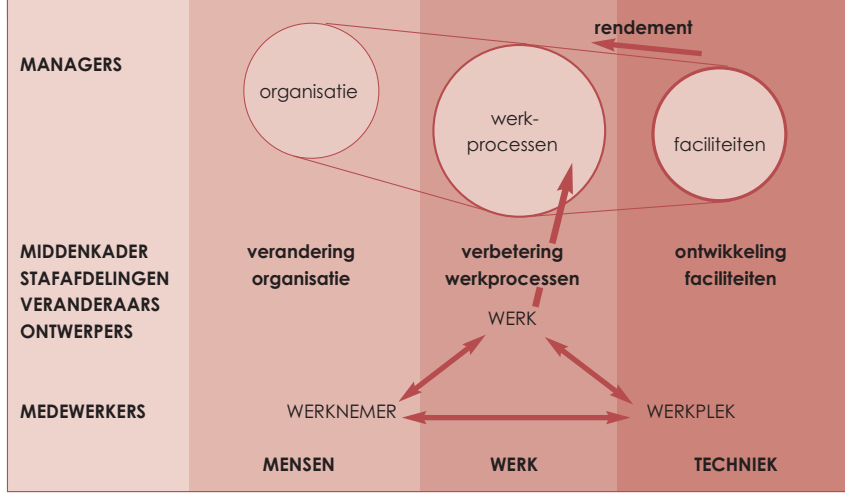 rendement
MANAGERS
organisatie
werk-
processen
faciliteiten
MIDDENKADER
STAFAFDELINGEN
VERANDERAARS
ONTWERPERS
verandering
organisatie
verbetering
werkprocessen
ontwikkeling
faciliteiten
WERK
MEDEWERKERS
WERKNEMER
WERKPLEK
MENSEN
WERK
TECHNIEK